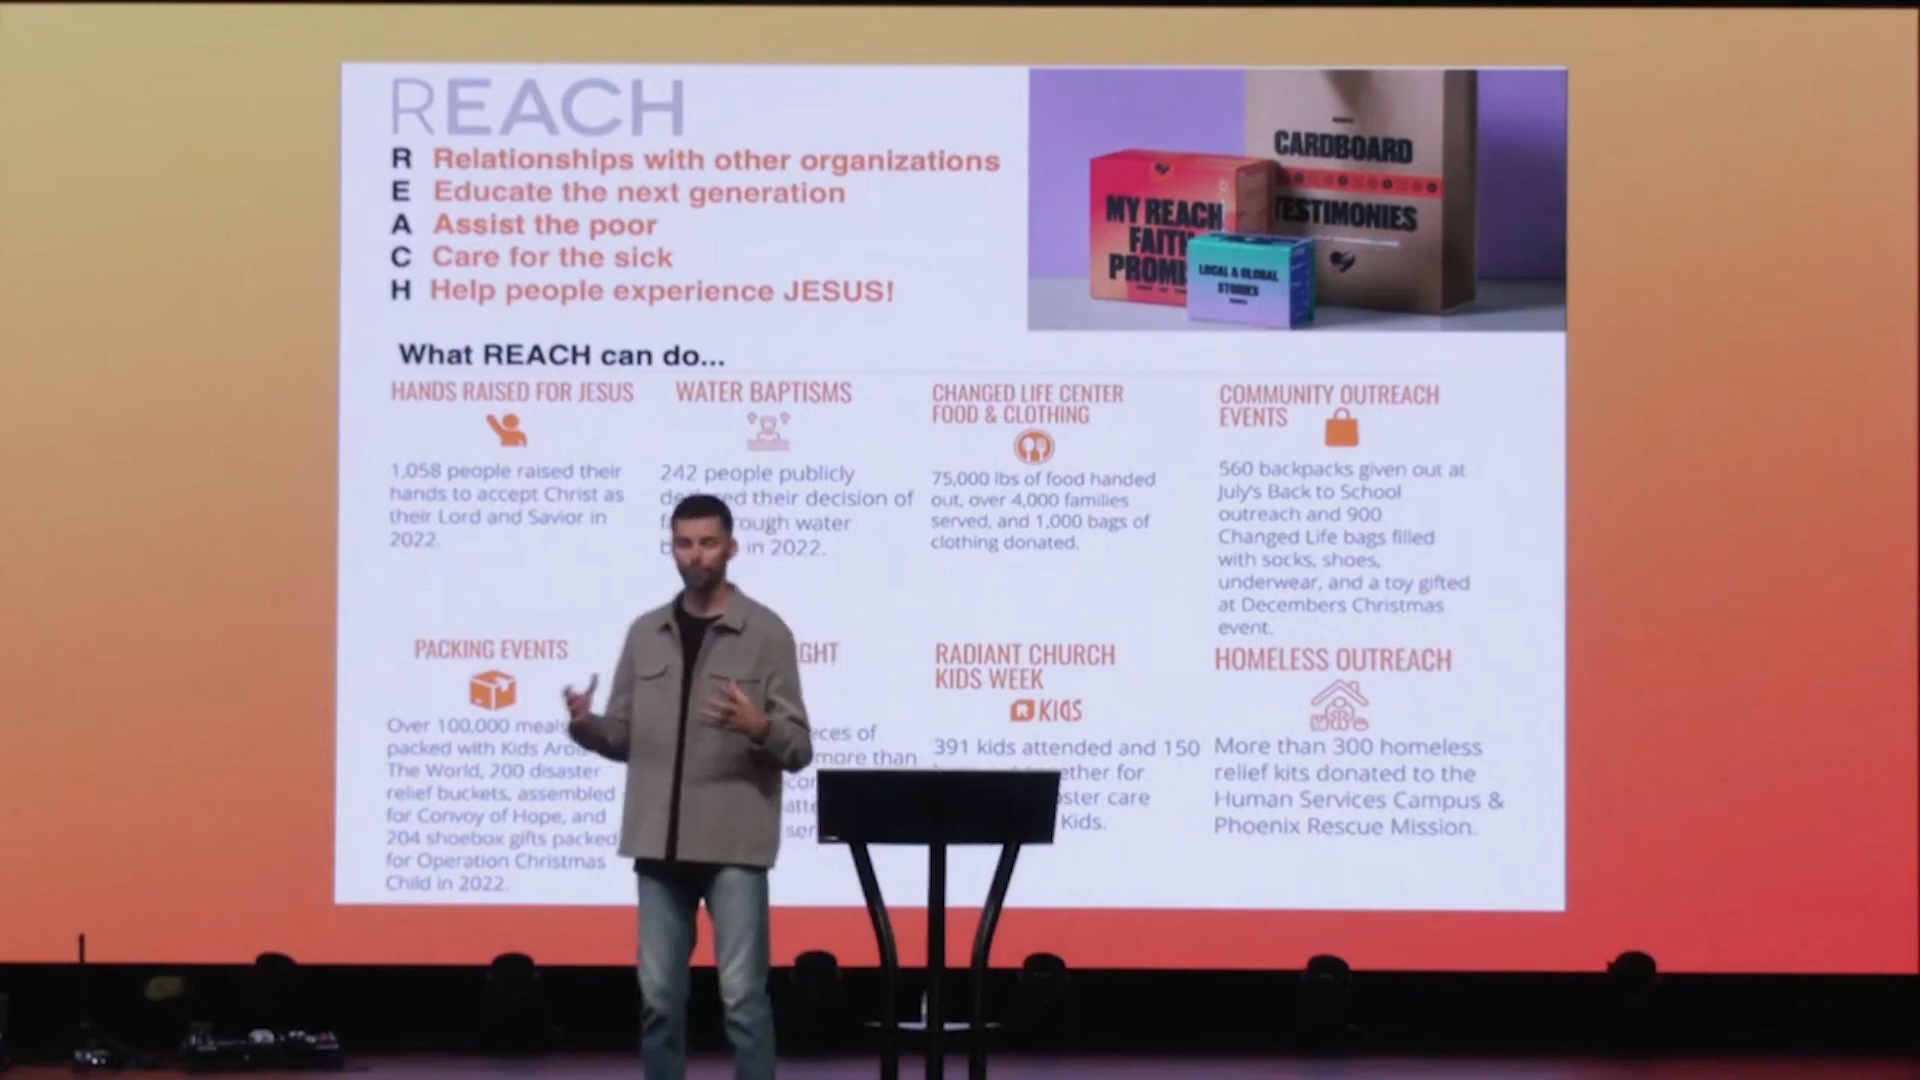 REACH
R Relationships with other organizations
E Educate the next generation
A Assist the poor
C Care for the sick
H Help people experience JESUS!
CARDBOARD
TESTIMONIES
MY REACH
FAITH
LOCAL & GLOBAL
STORIES
What REACH can do...
HANDS RAISED FOR JESUS
1,058 people raised their
hands to accept Christ as
their Lord and Savior in
2022.
WATER BAPTISMS
242 people publicly
their decision of
water
in 2022.
CHANGED LIFE CENTER
FOOD & CLOTHING
75,000 lbs of food handed
out, over 4,000 families
served, and 1,000 bags of
clothing donated.
COMMUNITY OUTREACH
EVENTS
560 backpacks given out at
July's Back to School
outreach and 900
Changed Life bags filled
with socks, shoes,
underwear, and a toy gifted
at Decembers Christmas
event.
PACKING EVENTS
Over 100,000 meals
packed with Kids
The World, 200 disaster
relief buckets, assembled
for Convoy of Hope, and
204 shoebox gifts packed
for Operation Christmas
Child in 2022.
of
more than
RADIANT CHURCH
KIDS WEEK
R KIDS
391 kids attended and 150
for
care
Kids.
HOMELESS OUTREACH
More than 300 homeless
relief kits donated to the
Human Services Campus &
Phoenix Rescue Mission.